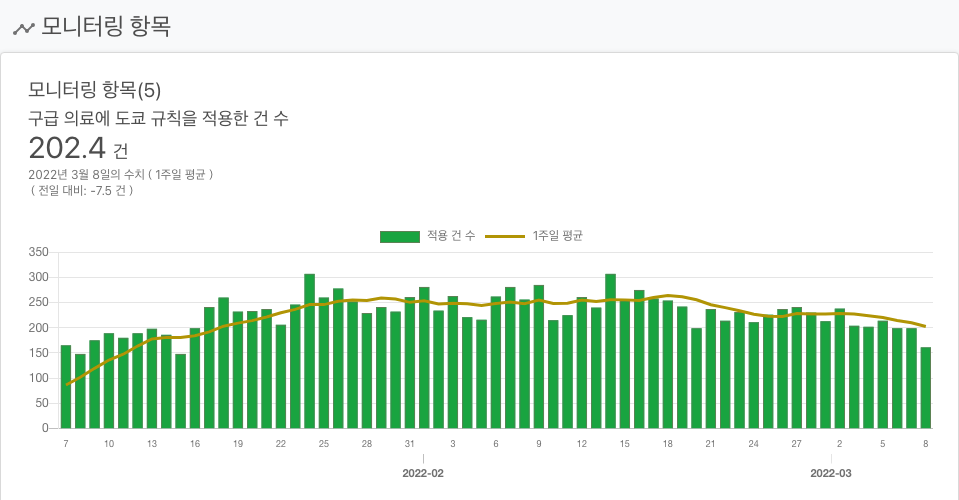 모니터링 항목
모니터링 항목(5)
구급 의료에 도쿄 규칙을 적용한 건 수
202.4 건
2022년 3월 8일의 수치 ( 1주일 평균 )
( 전일 대비: -7.5 건 )
적용 건 수 1주일 평균
350
300
250
200
150
100
50
0
7 10 13 16 19 22 25 28 31 3 6 9 12 15 18 21 24 27 2 5 8
2022-02 2022-03